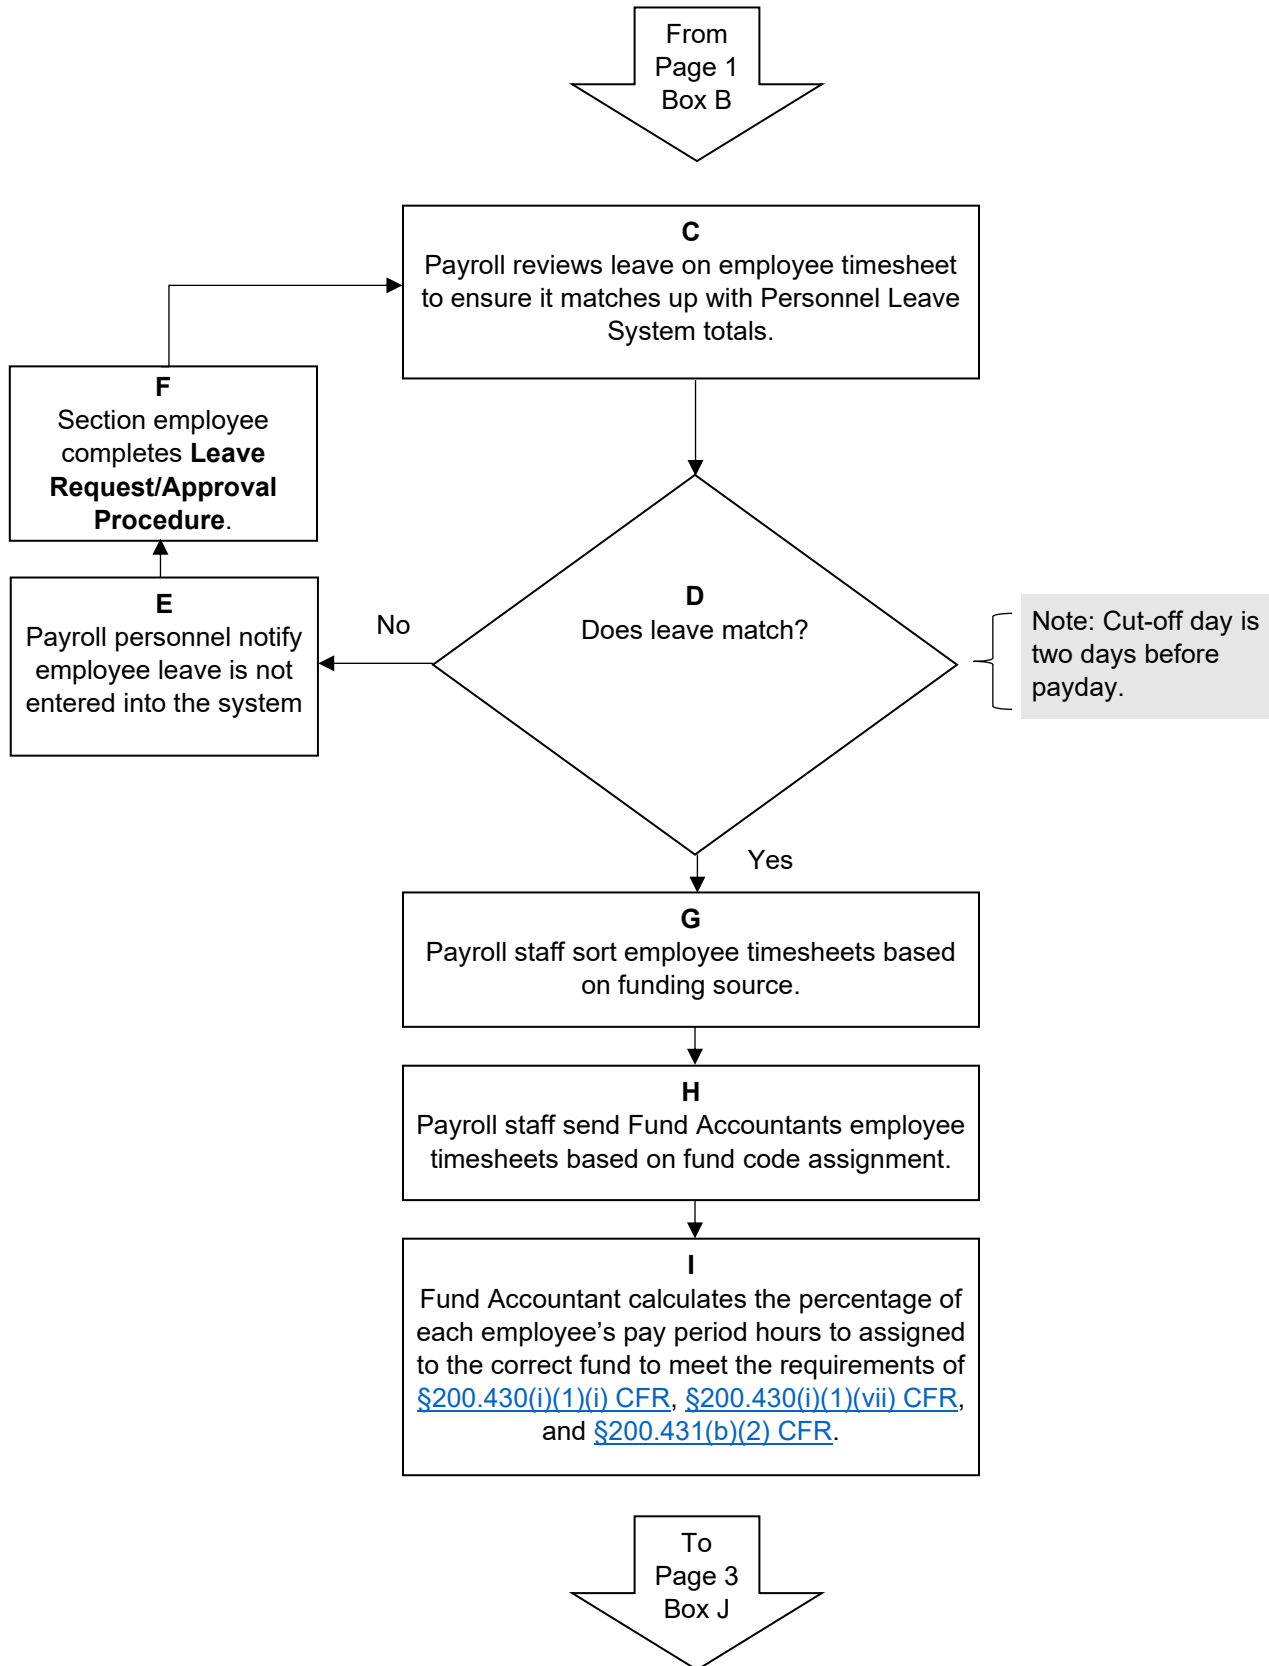 From
Page 1
Box B
C
Payroll reviews leave on employee timesheet
to ensure it matches up with Personnel Leave
System totals.
F
Section employee
completes Leave
Request/Approval
Procedure.
E
Payroll personnel notify
employee leave is not
entered into the system
No
D
Does leave match?
Note: Cut-off day is
two days before
payday.
Yes
G
Payroll staff sort employee timesheets based
on funding source.
H
Payroll staff send Fund Accountants employee
timesheets based on fund code assignment.
I
Fund Accountant calculates the percentage of
each employee’s pay period hours to assigned
to the correct fund to meet the requirements of
§200.430(i)(1)(i) CFR, §200.430(i)(1)(vii) CFR,
and §200.431(b)(2) CFR.
To
Page 3
Box J